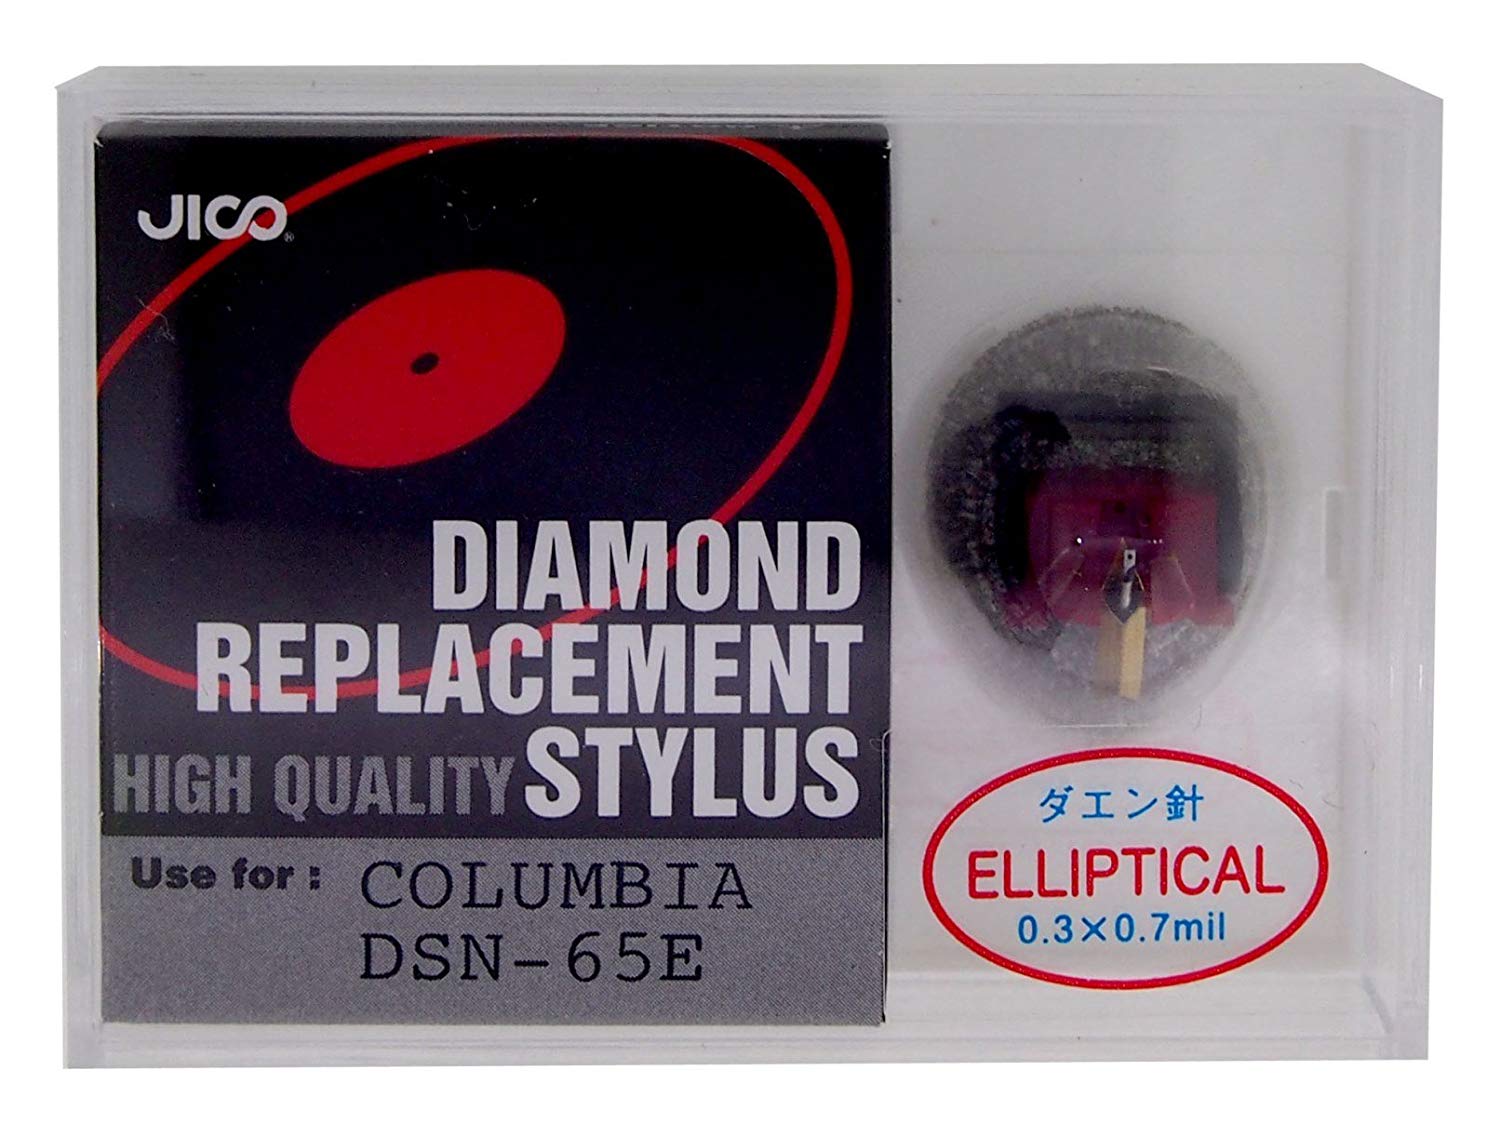 JICO®
DIAMOND
REPLACEMENT
HIGH QUALITY STYLUS
Use for: COLUMBIA
DSN-65E
ダエン針
ELLIPTICAL
0.3×0.7mil